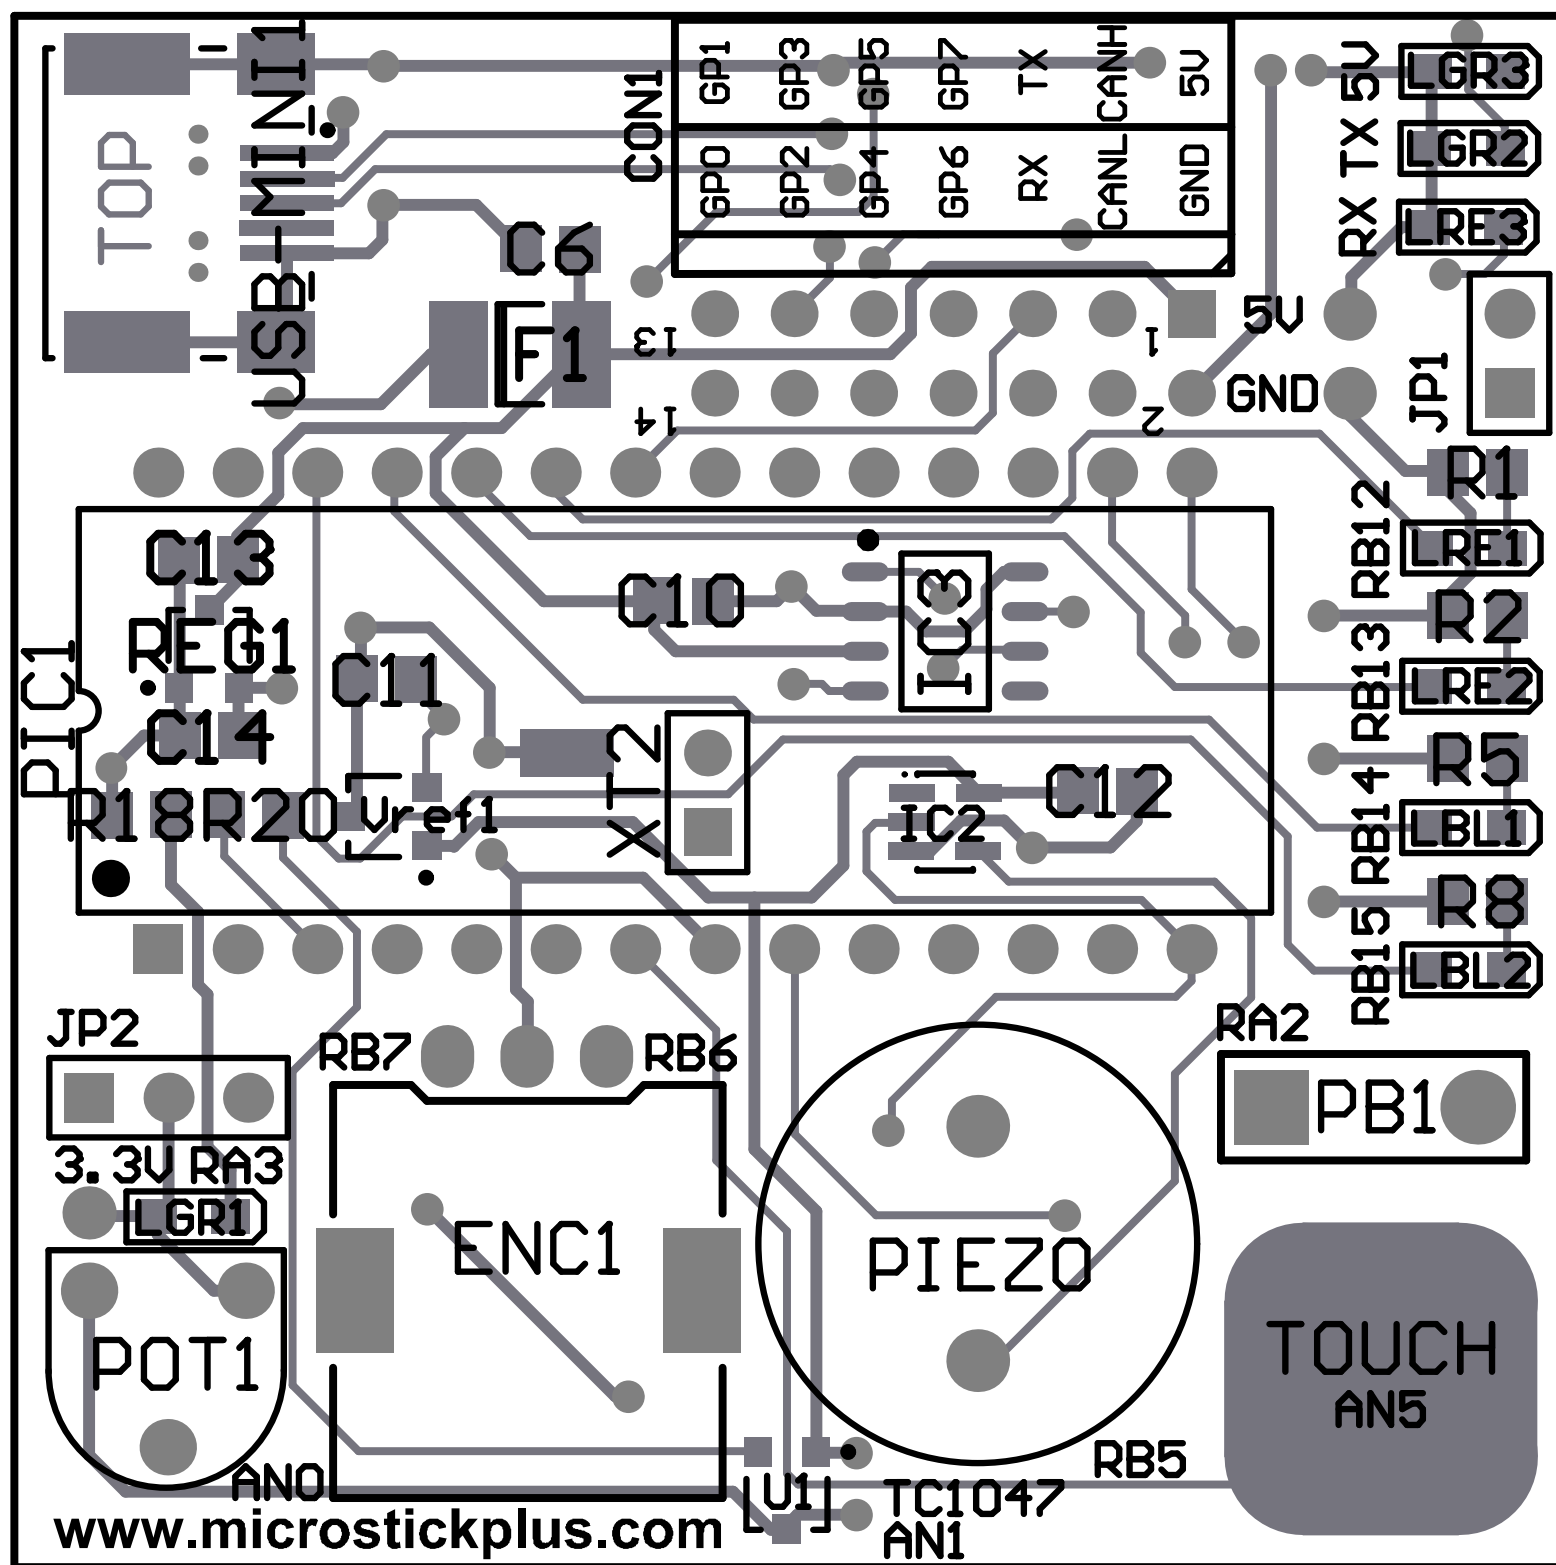 GP1 GP3 GP5 GP7 TX CANH 5V
GP0 GP2 GP4 GP6 RX CANL GND
CON1
TOP
USB-MINI1
C6
F1
13
14
1
2
5V
GND
RX TX 5V
LGR3
LGR2
LRE3
JP1
R1
RB12
LRE1
R2
RB13
LRE2
R5
RB14
LBL1
R8
RB15
LBL2
PIC1
C13
REG1
C14
R18
R20
C11
Vref1
C10
IC3
XT2
IC2
C12
JP2
3.3V RA3
LGR1
POT1
AN0
RB7
RB6
ENC1
PIEZO
RA2
PB1
TOUCH
AN5
RB5
U1
TC1047
AN1
www.microstickplus.com